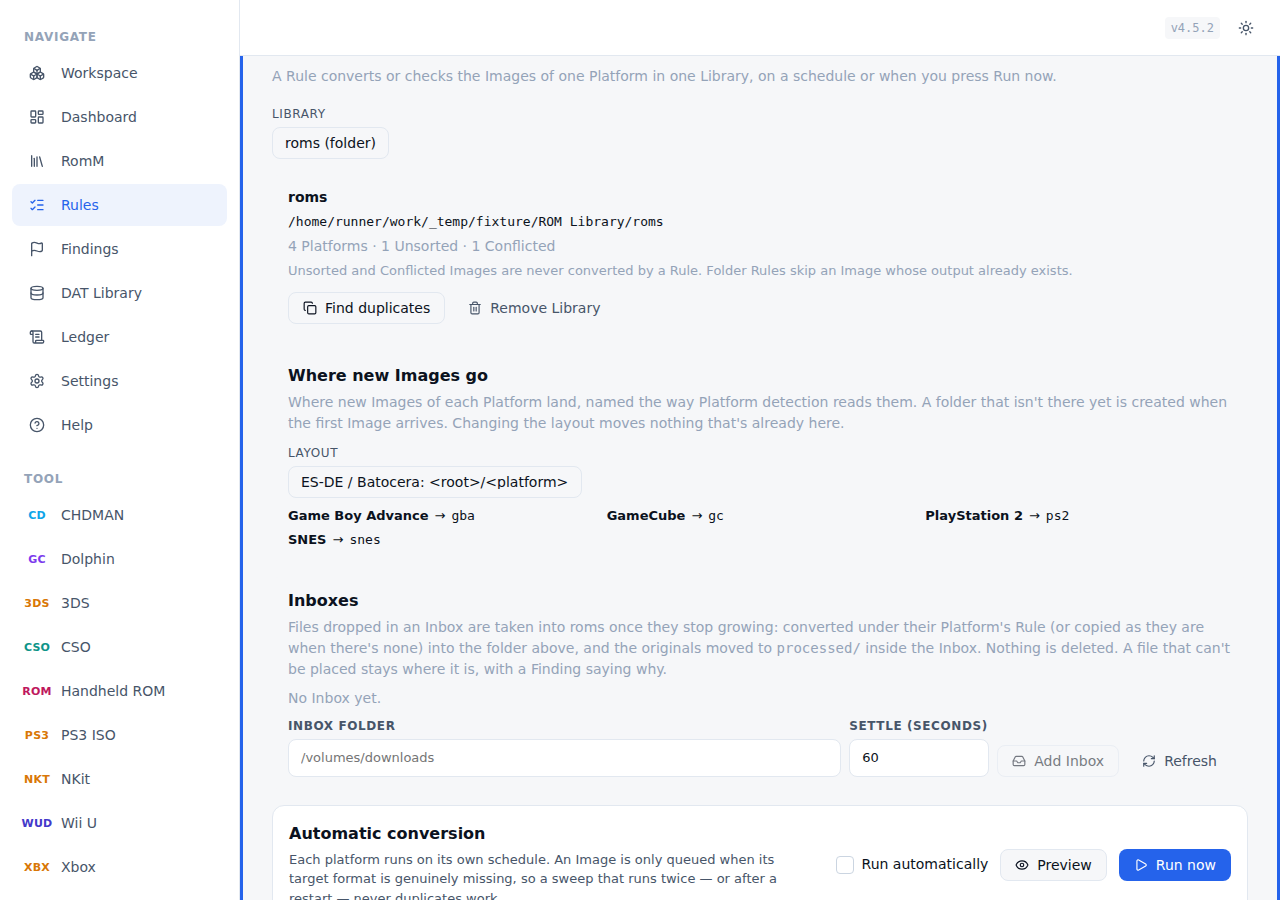 NAVIGATE
Workspace
Dashboard
RomM
Rules
Findings
DAT Library
Ledger
Settings
Help
TOOL
CD CHDMAN
GC Dolphin
3DS 3DS
CSO CSO
ROM Handheld ROM
PS3 PS3 ISO
NKT NKit
WUD Wii U
XBX Xbox
v4.5.2
A Rule converts or checks the Images of one Platform in one Library, on a schedule or when you press Run now.
LIBRARY
roms (folder)
roms
/home/runner/work/_temp/fixture/ROM Library/roms
4 Platforms · 1 Unsorted · 1 Conflicted
Unsorted and Conflicted Images are never converted by a Rule. Folder Rules skip an Image whose output already exists.
Find duplicates Remove Library
Where new Images go
Where new Images of each Platform land, named the way Platform detection reads them. A folder that isn't there yet is created when
the first Image arrives. Changing the layout moves nothing that's already here.
LAYOUT
ES-DE / Batocera: <root>/<platform>
Game Boy Advance → gba GameCube → gc PlayStation 2 → ps2
SNES → snes
Inboxes
Files dropped in an Inbox are taken into roms once they stop growing: converted under their Platform's Rule (or copied as they are
when there's none) into the folder above, and the originals moved to processed/ inside the Inbox. Nothing is deleted. A file that can't
be placed stays where it is, with a Finding saying why.
No Inbox yet.
INBOX FOLDER SETTLE (SECONDS)
/volumes/downloads 60 Add Inbox Refresh
Automatic conversion
Each platform runs on its own schedule. An Image is only queued when its
target format is genuinely missing, so a sweep that runs twice — or after a
restart — never duplicates work.
Run automatically Preview Run now